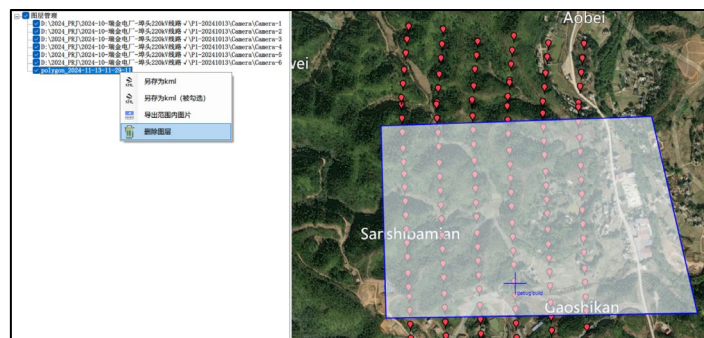 图层管理
D:\2024_PRJ\2024-10-瑞金电厂-埠头220kV线路√\P1-20241013\Camera\Camera-1
D:\2024_PRJ\2024-10-瑞金电厂-埠头220kV线路√\P1-20241013\Camera\Camera-2
D:\2024_PRJ\2024-10-瑞金电厂-埠头220kV线路√\P1-20241013\Camera\Camera-3
D:\2024_PRJ\2024-10-瑞金电厂-埠头220kV线路√\P1-20241013\Camera\Camera-4
D:\2024_PRJ\2024-10-瑞金电厂-埠头220kV线路√\P1-20241013\Camera\Camera-5
D:\2024_PRJ\2024-10-瑞金电厂-埠头220kV线路√\P1-20241013\Camera\Camera-6
polygon_2024-11-13-11-29-11
另存为kml
另存为kml（被勾选）
导出范围内图片
删除图层
Aobei
vei
Sanshibamian
debug build
Gaoshikan